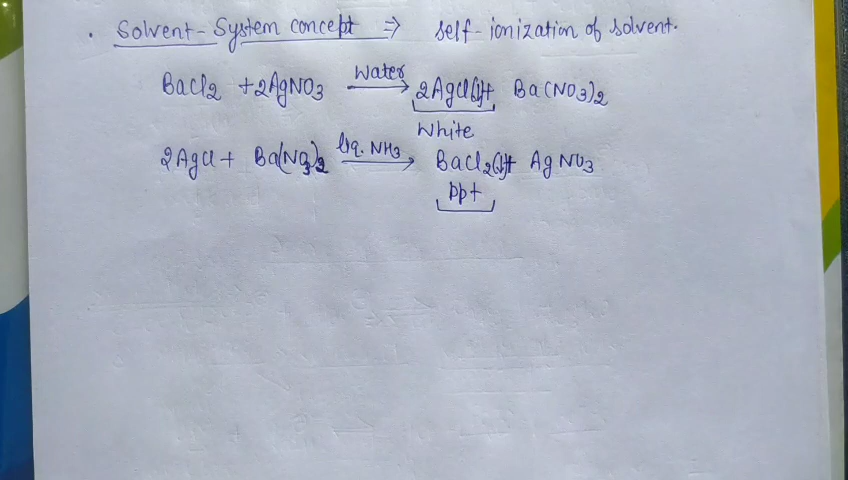 . Solvent-System concept ⇒ self-ionization of solvent.
BaCl2 + 2AgNO3 water→ 2AgCl(↓)+ Ba(NO3)2
White
2AgCl + Ba(NO3)2 liq. NH3→ BaCl2(↓)+ AgNO3
ppt